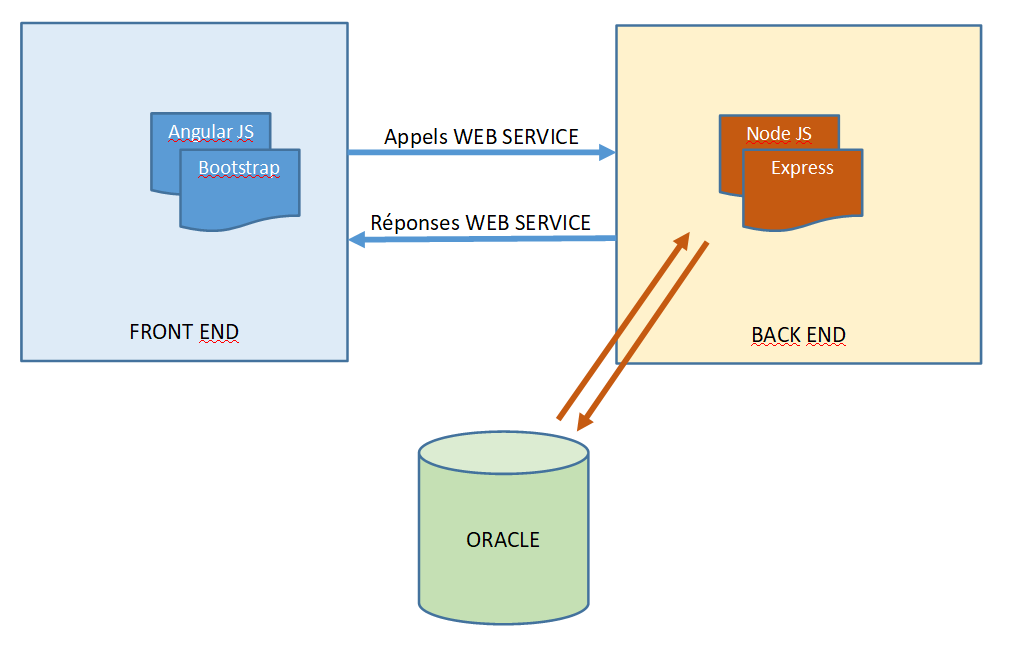 Angular JS
Bootstrap
FRONT END
Appels WEB SERVICE
Réponses WEB SERVICE
Node JS
Express
BACK END
ORACLE